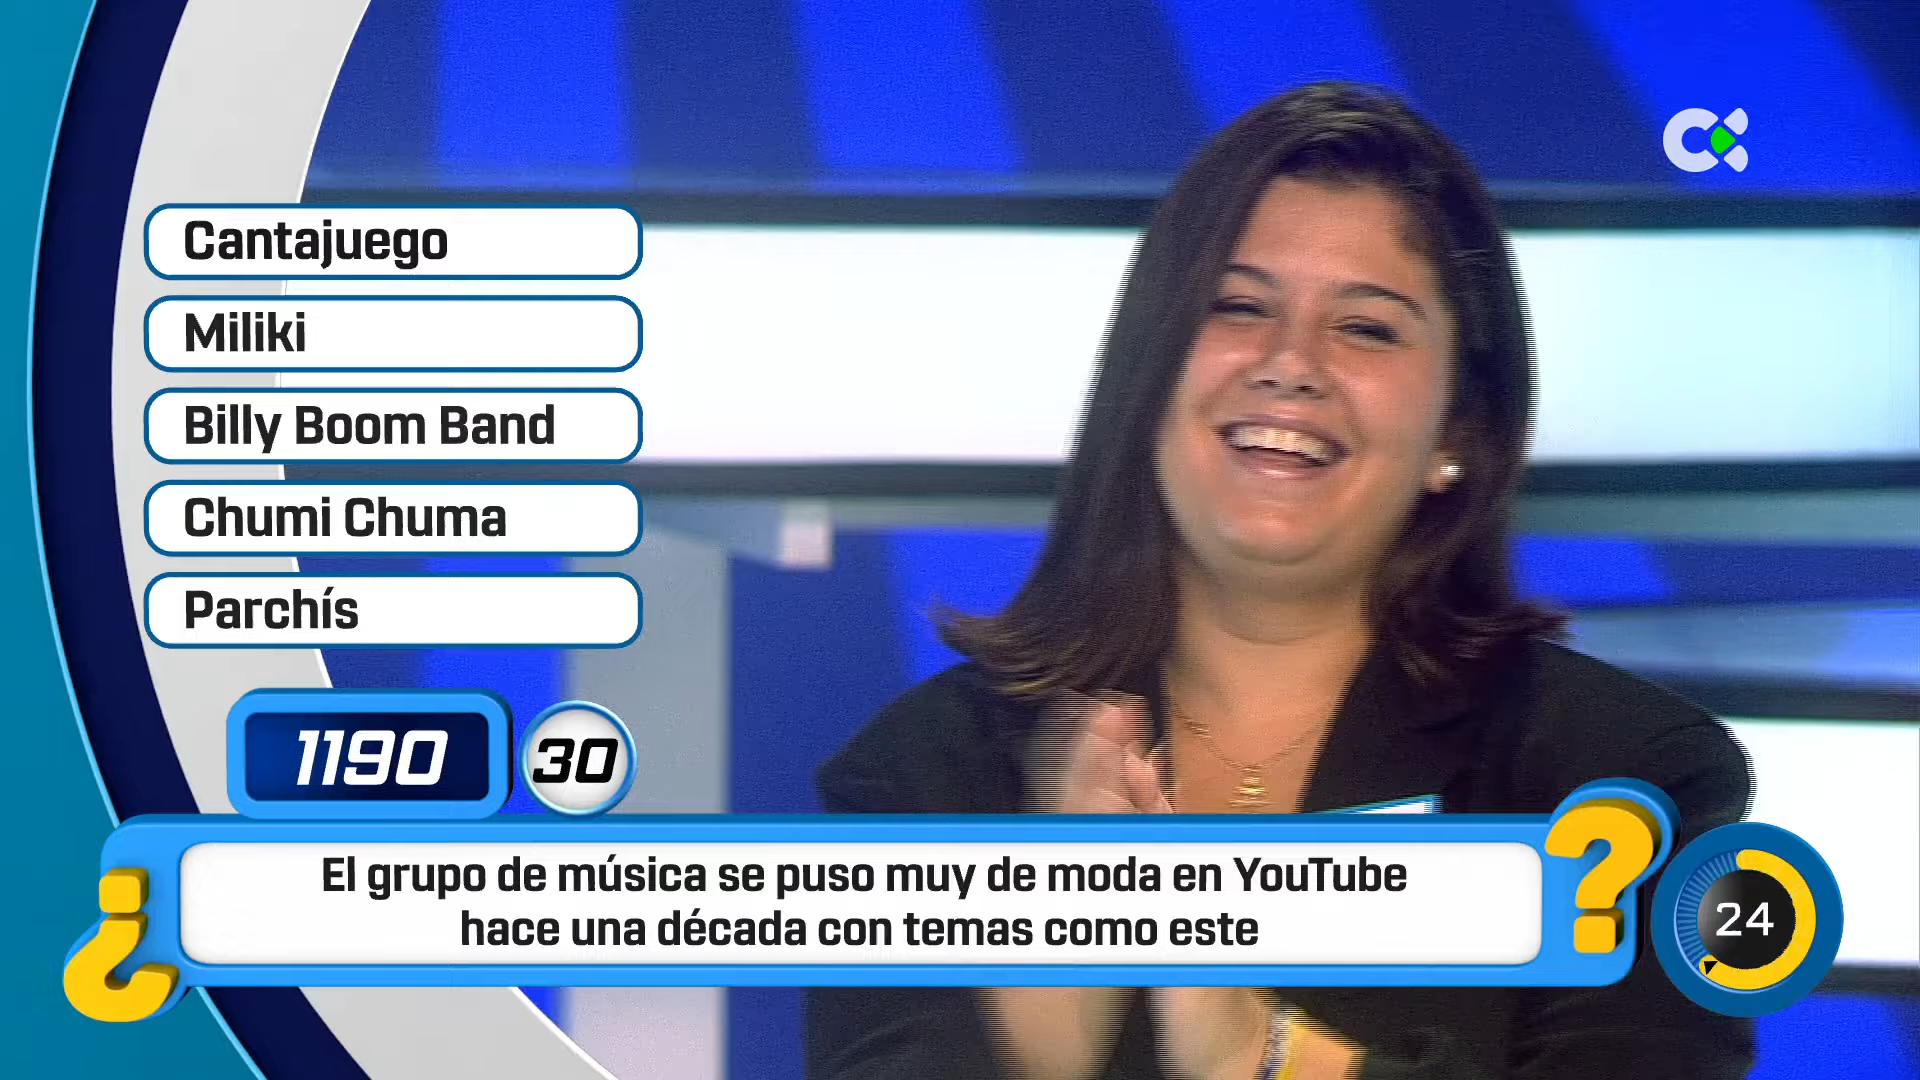 Cantajuego
Miliki
Billy Boom Band
Chumi Chuma
Parchís
1190
30
El grupo de música se puso muy de moda en YouTube
hace una década con temas como este
24